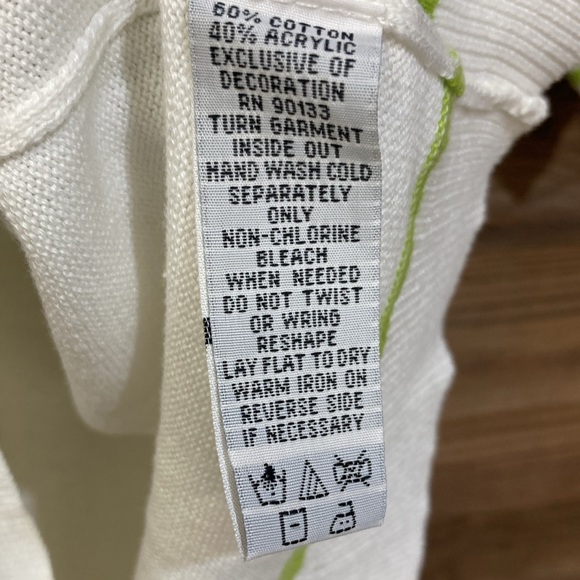 60% COTTON
40% ACRYLIC
EXCLUSIVE OF
DECORATION
RN 90133
TURN GARMENT
INSIDE OUT
HAND WASH COLD
SEPARATELY
ONLY
NON-CHLORINE
BLEACH
WHEN NEEDED
DO NOT TWIST
OR WRING
RESHAPE
LAY FLAT TO DRY
WARM IRON ON
REVERSE SIDE
IF NECESSARY